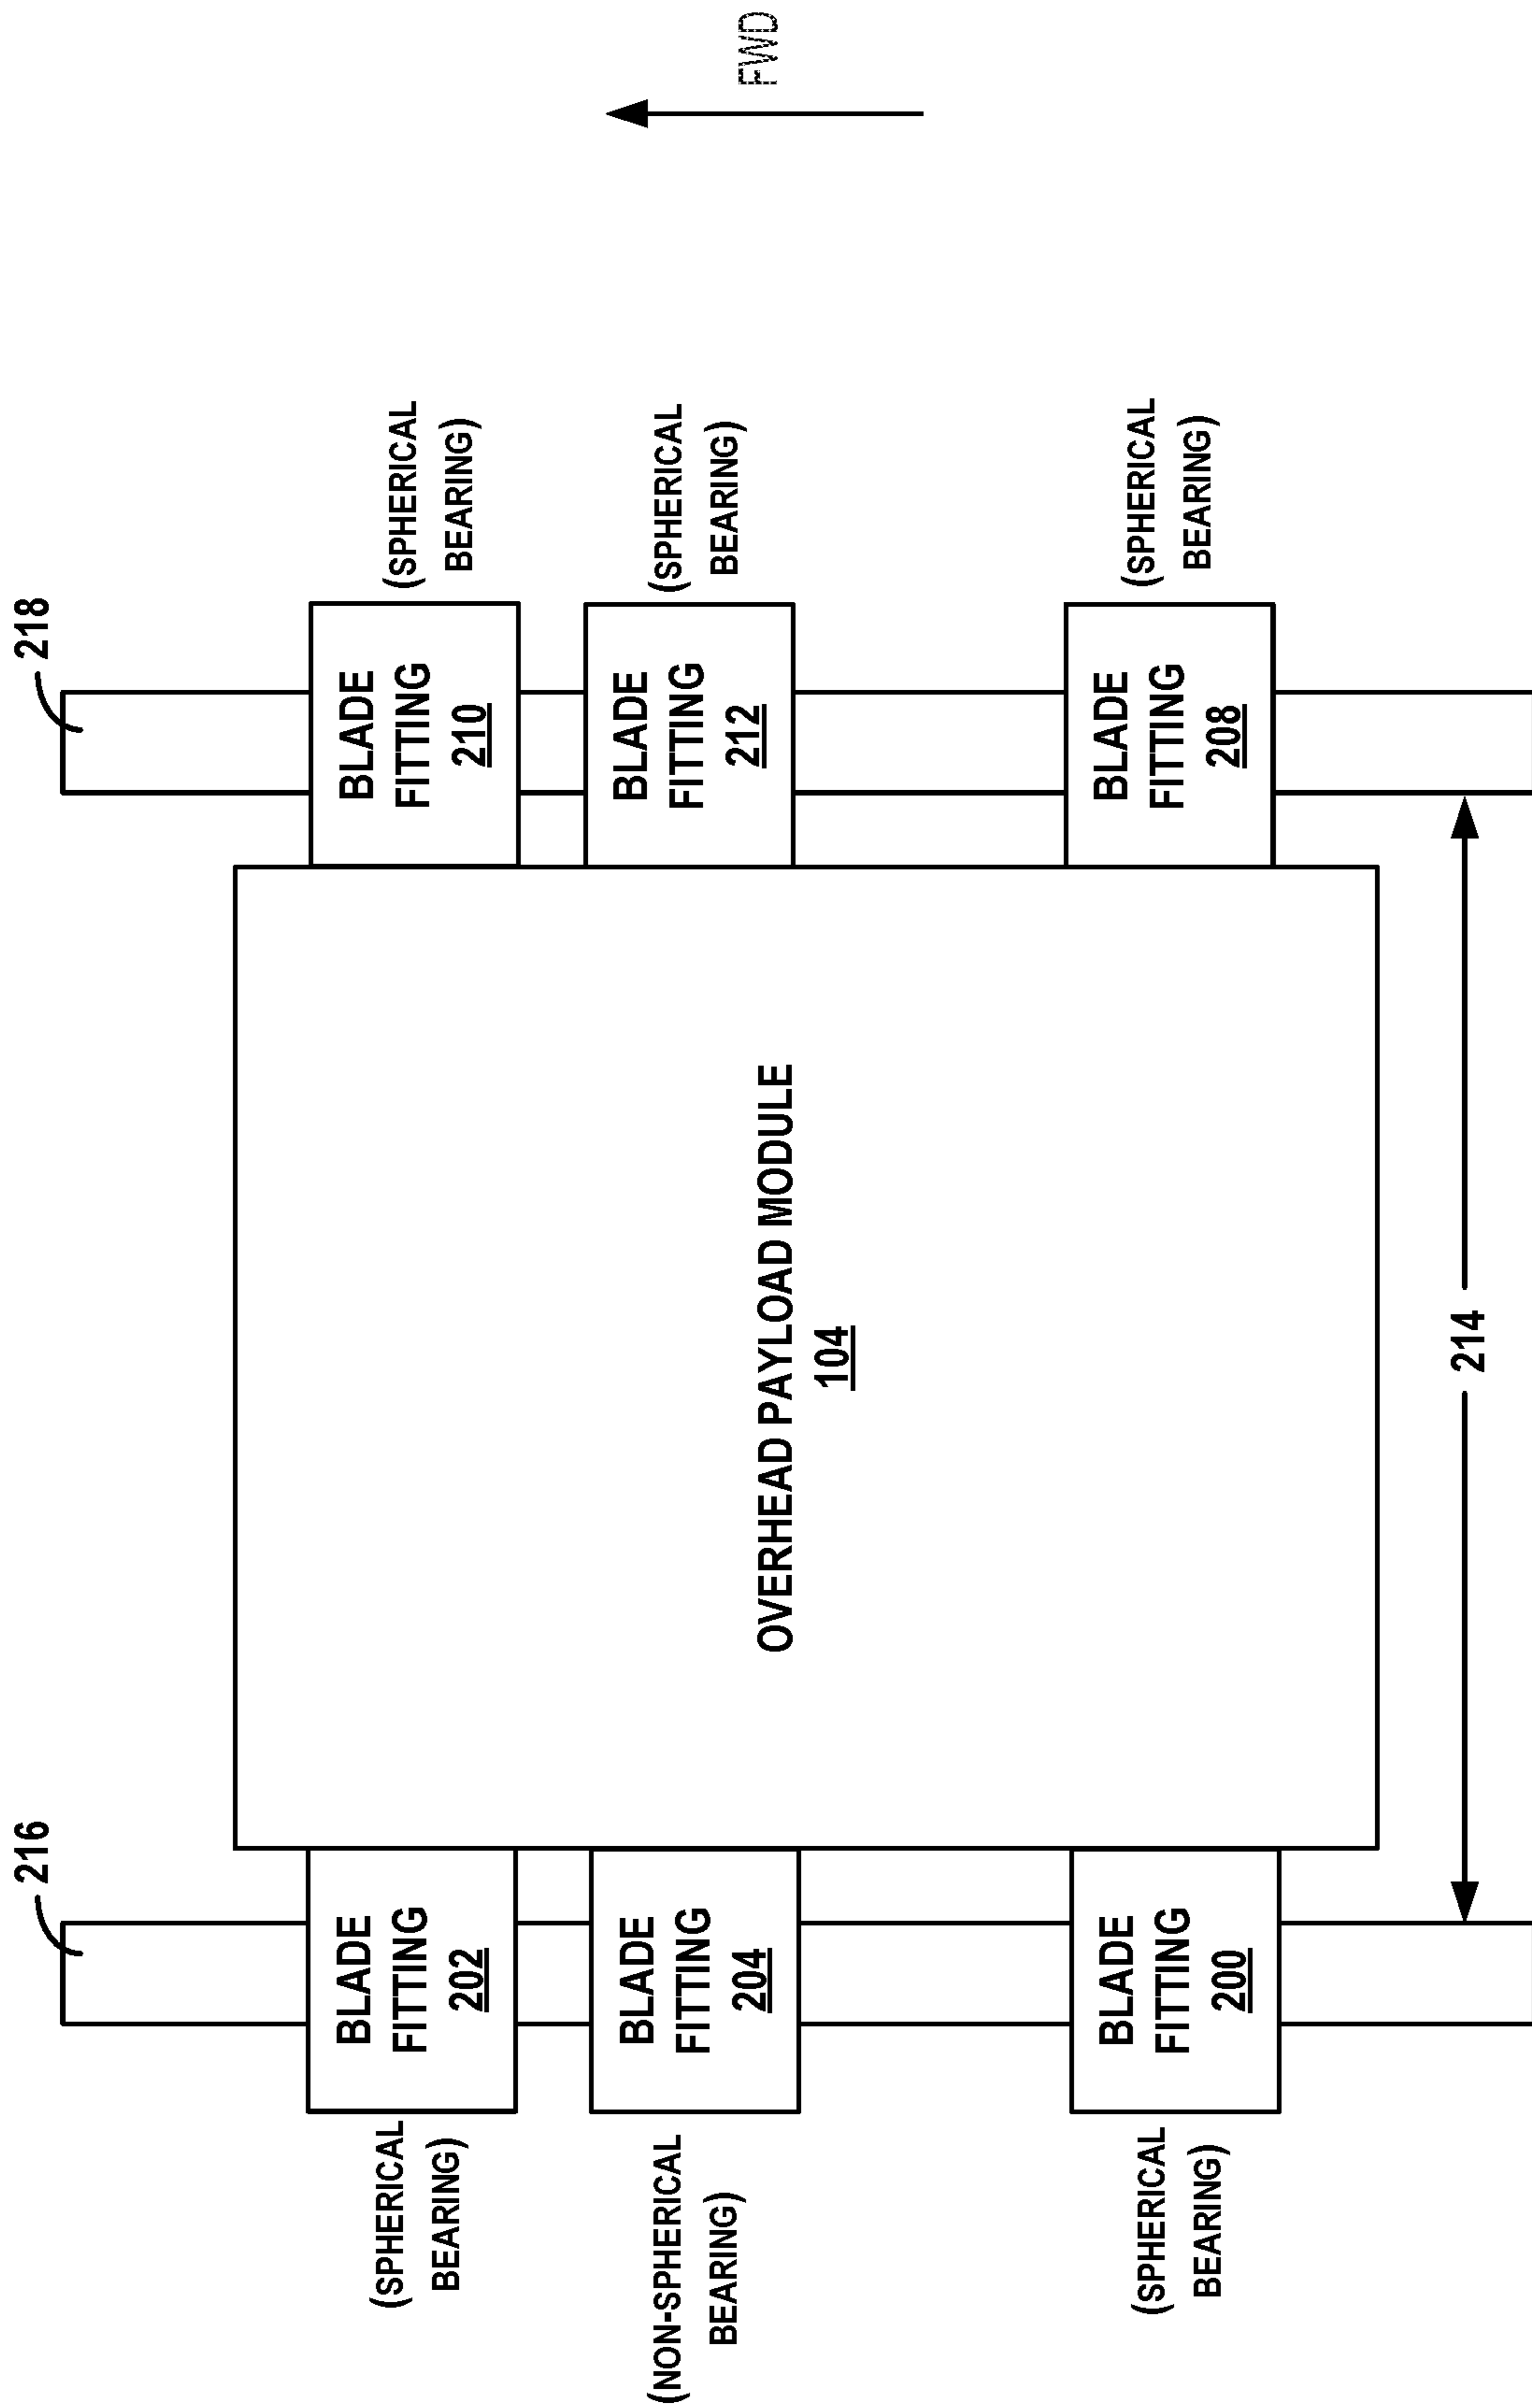 216
218
(SPHERICAL
BEARING)
BLADE
FITTING
202
BLADE
FITTING
210
(SPHERICAL
BEARING)
(NON-SPHERICAL
BEARING)
BLADE
FITTING
204
OVERHEAD PAYLOAD MODULE
104
BLADE
FITTING
212
(SPHERICAL
BEARING)
FWD
(SPHERICAL
BEARING)
BLADE
FITTING
200
BLADE
FITTING
208
(SPHERICAL
BEARING)
214